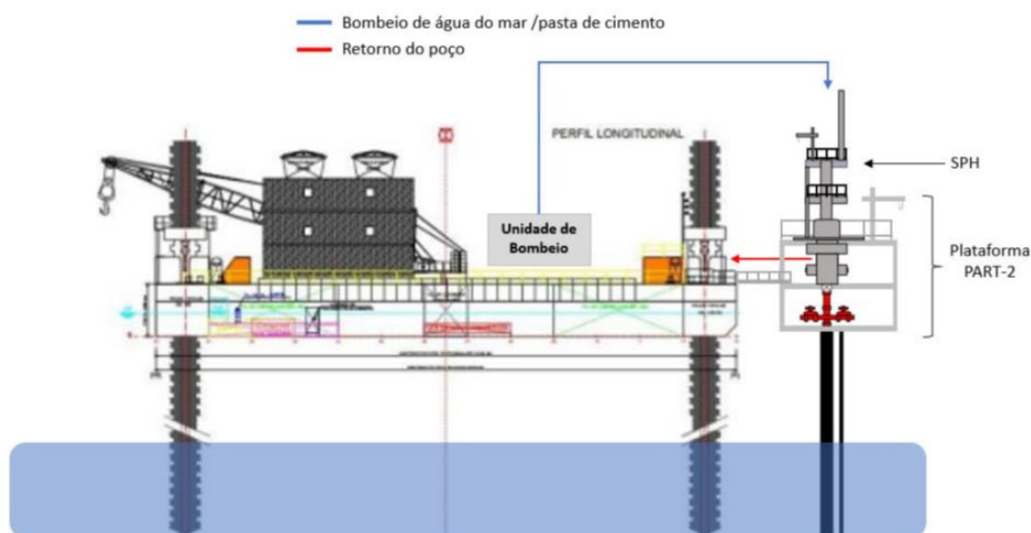 Bombeio de água do mar /pasta de cimento
Retorno do poço
PERFIL LONGITUDINAL
SPH
Unidade de
Bombeio
Plataforma
PART-2